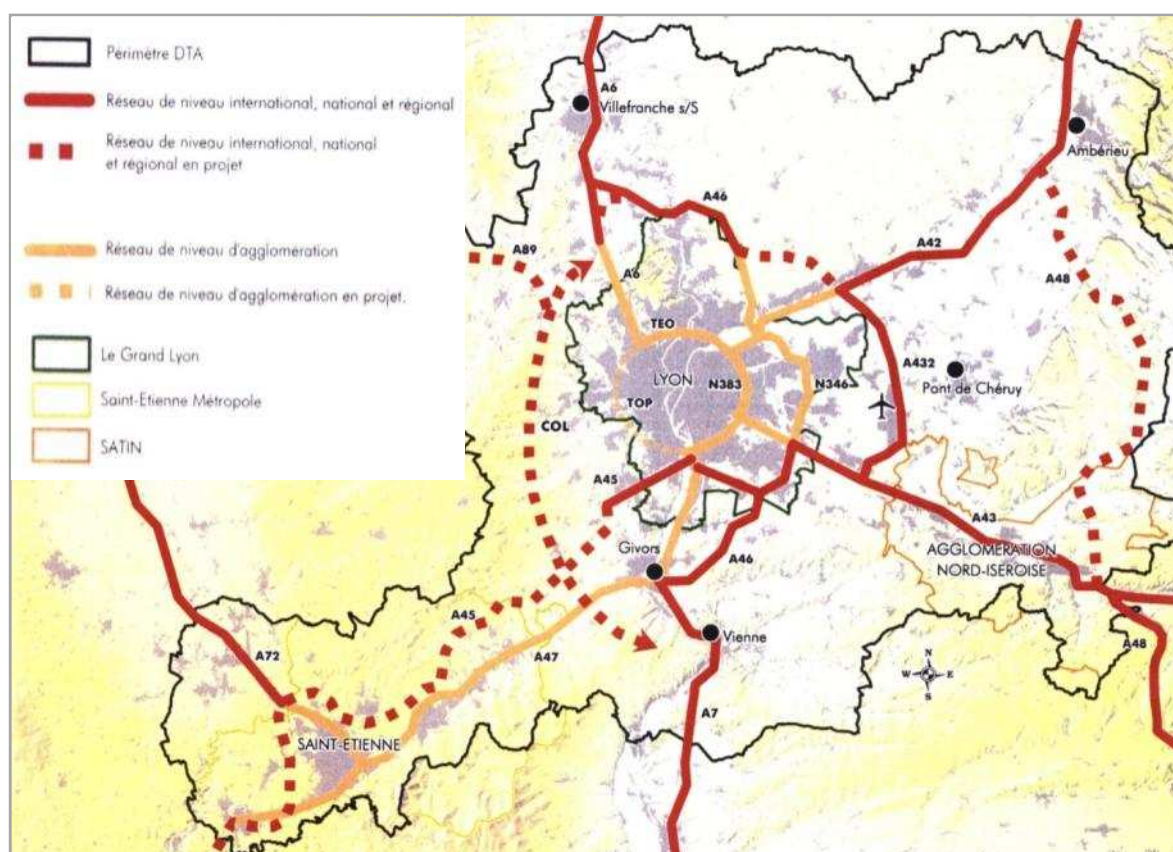 Périmètre DTA
Réseau de niveau international, national et régional
Réseau de niveau international, national
et régional en projet
Réseau de niveau d'agglomération
Réseau de niveau d'agglomération en projet.
Le Grand Lyon
Saint-Etienne Métropole
SATIN
A6
Villefranche s/S
Ambérieu
A46
A89
A42
A48
A6
TEO
LYON
N383
N346
A432
Pont de Chéruy
TOP
COL
A45
A43
Givors
A46
AGGLOMÉRATION
NORD-ISEROISE
A45
Vienne
A48
A72
A47
N
W
E
S
A7
SAINT-ETIENNE